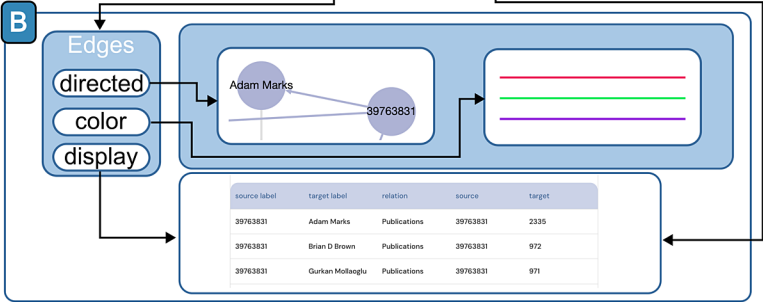 B
Edges
directed
color
display
Adam Marks
39763831
source label target label relation source target
39763831 Adam Marks Publications 39763831 2335
39763831 Brian D Brown Publications 39763831 972
39763831 Gurkan Mollaoglu Publications 39763831 971